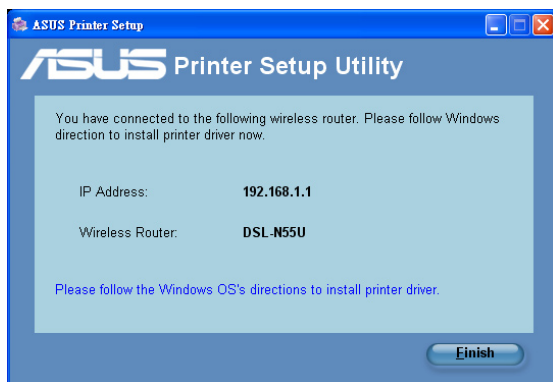 ASUS Printer Setup
ASUS Printer Setup Utility
You have connected to the following wireless router. Please follow Windows
direction to install printer driver now.
IP Address: 192.168.1.1
Wireless Router: DSL-N55U
Please follow the Windows OS's directions to install printer driver.
Finish